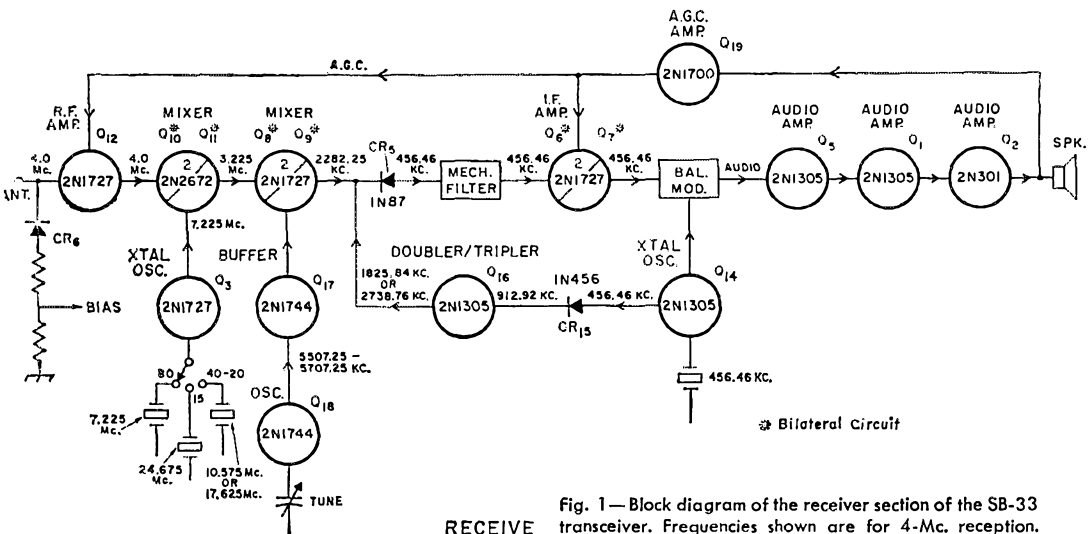 A.G.C.
AMP.
Q19
2N1700
A.G.C.
R.F.
AMP.
Q12
MIXER
Q10* Q11*
MIXER
Q8* Q9*
I.F.
AMP.
Q6* Q7*
AUDIO
AMP.
Q5
AUDIO
AMP.
Q1
AUDIO
AMP.
Q2
SPK.
4.0
Mc.
2N1727
4.0
Mc.
2
2N2672
3.225
Mc.
2
2N1727
2282.25
KC.
CR5
1N87
456.46
KC.
MECH.
FILTER
456.46
KC.
2
2N1727
456.46
KC.
BAL.
MOD.
AUDIO
2N1305
2N1305
2N301
ANT.
CR6
BIAS
7.225 Mc.
XTAL
OSC.
Q3
2N1727
BUFFER
Q17
2N1744
1825.84 KC.
OR
2738.76 KC.
DOUBLER/TRIPLER
Q16
2N1305
912.92 KC.
1N456
CR15
456.46 KC.
XTAL
OSC.
Q14
2N1305
456.46 KC.
80
15
40-20
7.225
Mc.
24.675
Mc.
10.575 Mc.
OR
17.625 Mc.
5507.25 –
5707.25 KC.
OSC.
Q18
2N1744
TUNE
* Bilateral Circuit
RECEIVE
Fig. 1—Block diagram of the receiver section of the SB-33
transceiver. Frequencies shown are for 4-Mc. reception.